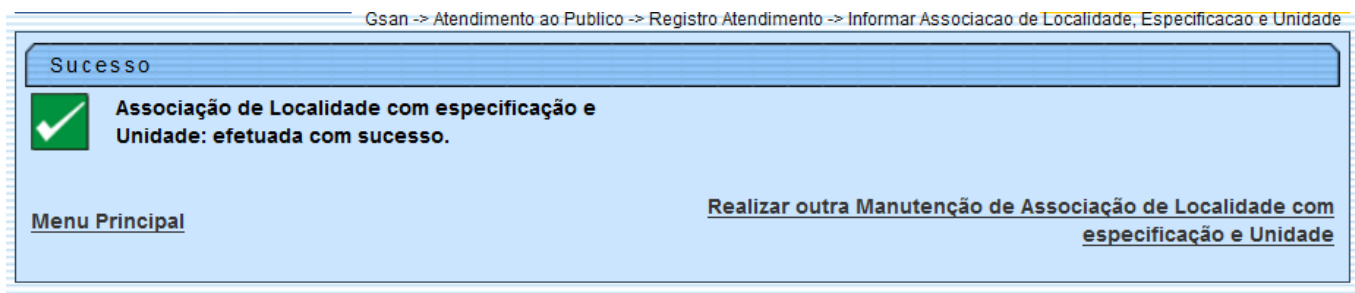 Gsan -> Atendimento ao Publico -> Registro Atendimento -> Informar Associacao de Localidade, Especificacao e Unidade
Sucesso
Associação de Localidade com especificação e
Unidade: efetuada com sucesso.
Menu Principal
Realizar outra Manutenção de Associação de Localidade com
especificação e Unidade